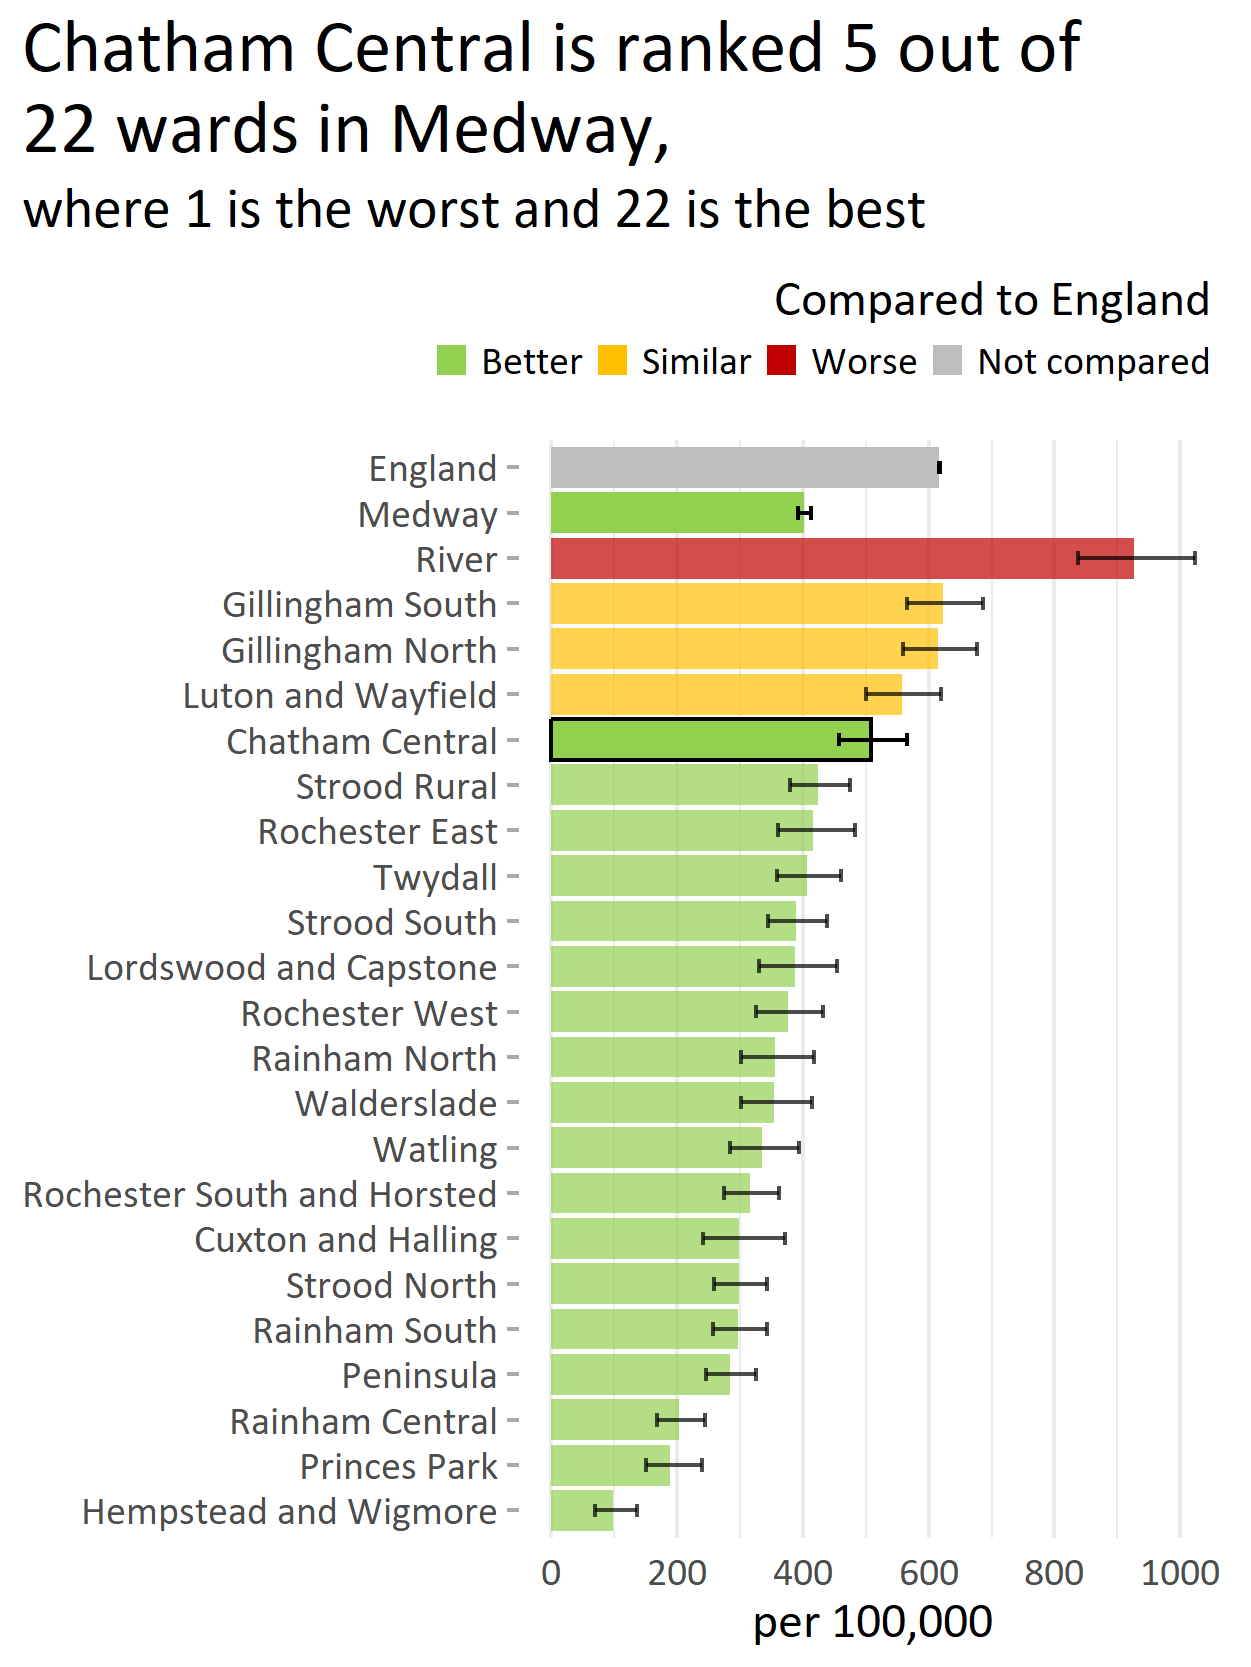 Chatham Central is ranked 5 out of
22 wards in Medway,
where 1 is the worst and 22 is the best
Compared to England
Better Similar Worse Not compared
England
Medway
River
Gillingham South
Gillingham North
Luton and Wayfield
Chatham Central
Strood Rural
Rochester East
Twydall
Strood South
Lordswood and Capstone
Rochester West
Rainham North
Walderslade
Watling
Rochester South and Horsted
Cuxton and Halling
Strood North
Rainham South
Peninsula
Rainham Central
Princes Park
Hempstead and Wigmore
0 200 400 600 800 1000
per 100,000